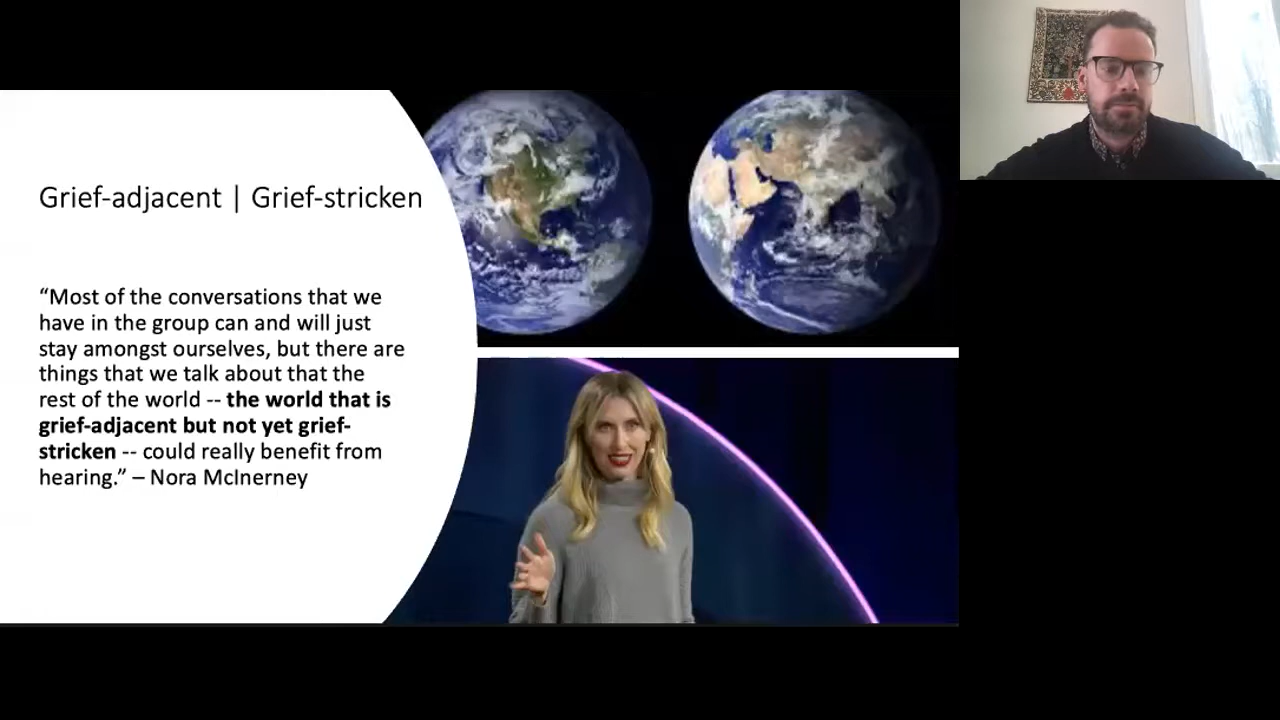 Grief-adjacent | Grief-stricken
“Most of the conversations that we
have in the group can and will just
stay amongst ourselves, but there are
things that we talk about that the
rest of the world -- the world that is
grief-adjacent but not yet grief-
stricken -- could really benefit from
hearing.” – Nora McInerney